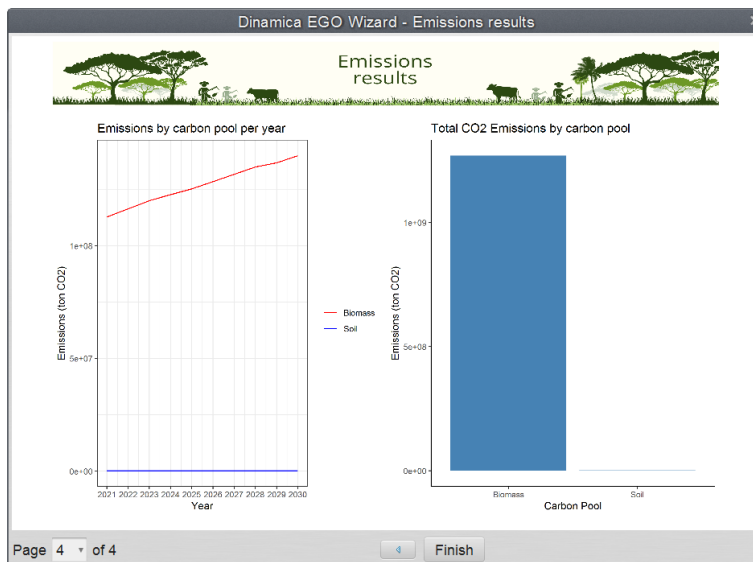 Dinamica EGO Wizard - Emissions results
Emissions
results
Emissions by carbon pool per year
Emissions (ton CO2)
1e+08
5e+07
0e+00
2021 2022 2023 2024 2025 2026 2027 2028 2029 2030
Year
Biomass
Soil
Total CO2 Emissions by carbon pool
Emissions (ton CO2)
1e+09
5e+08
0e+00
Biomass Soil
Carbon Pool
Page 4 of 4
Finish